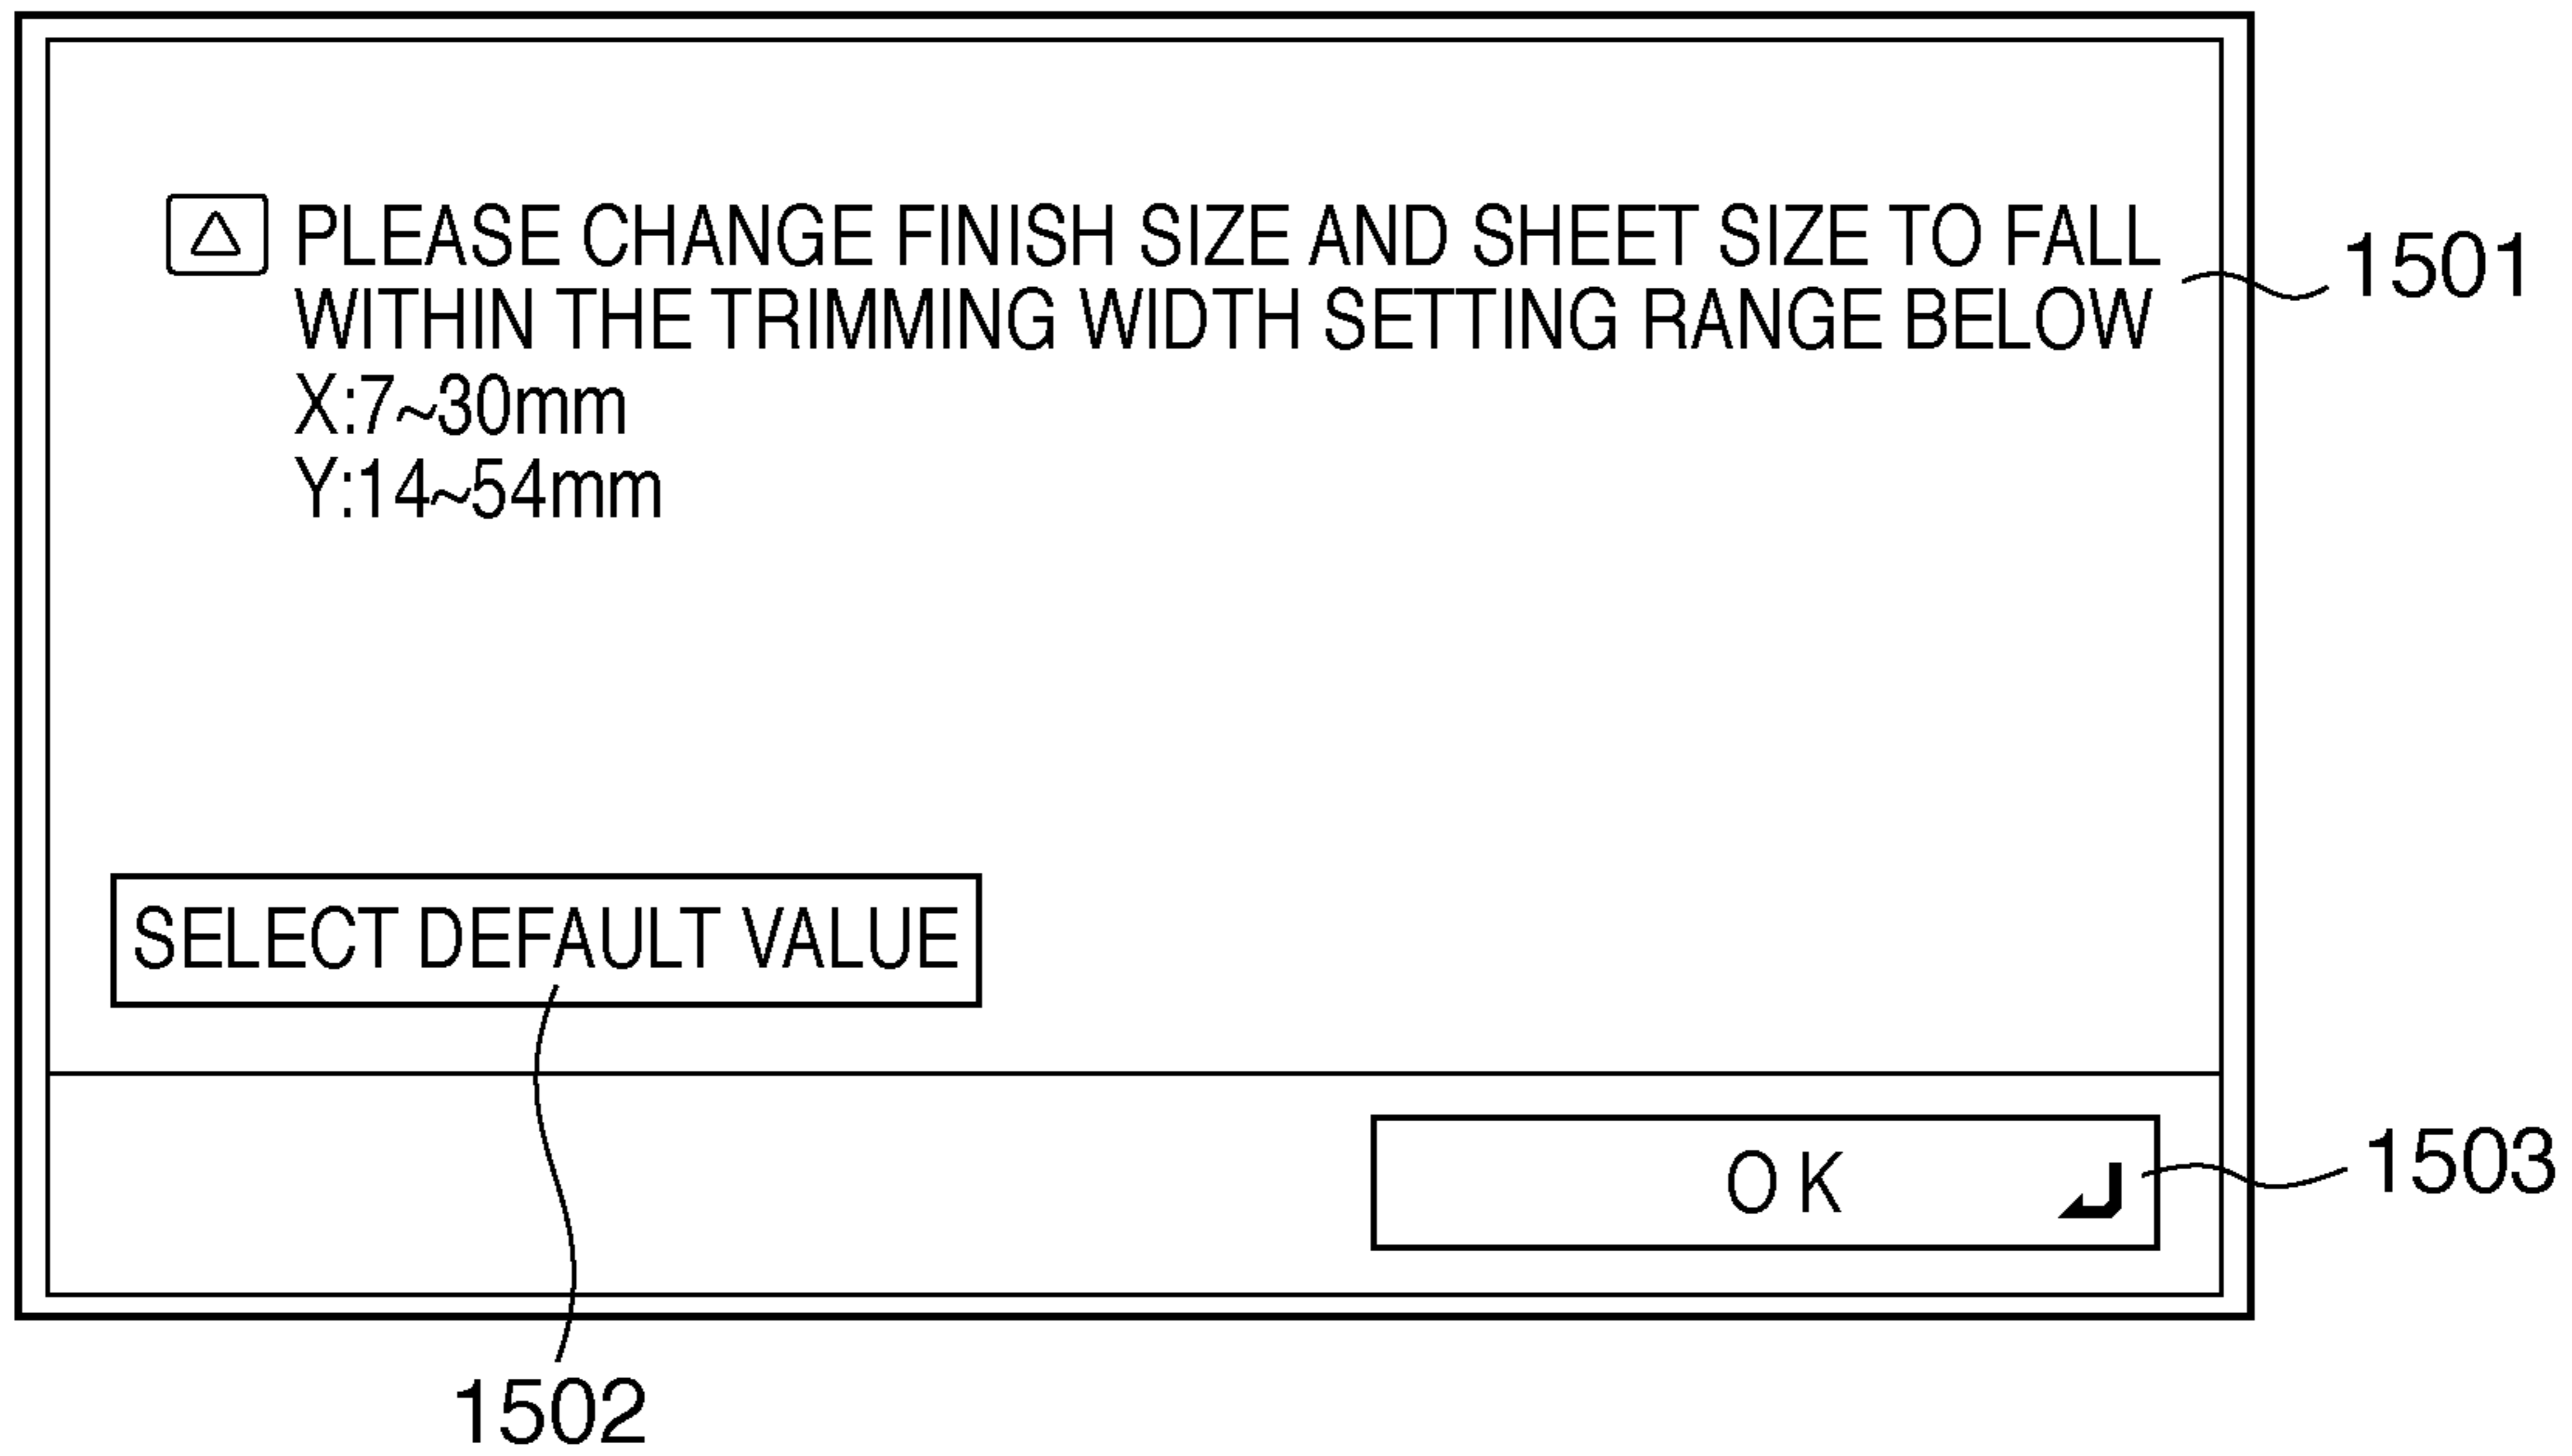 PLEASE CHANGE FINISH SIZE AND SHEET SIZE TO FALL
WITHIN THE TRIMMING WIDTH SETTING RANGE BELOW
X:7~30mm
Y:14~54mm
1501
SELECT DEFAULT VALUE
OK
1503
1502